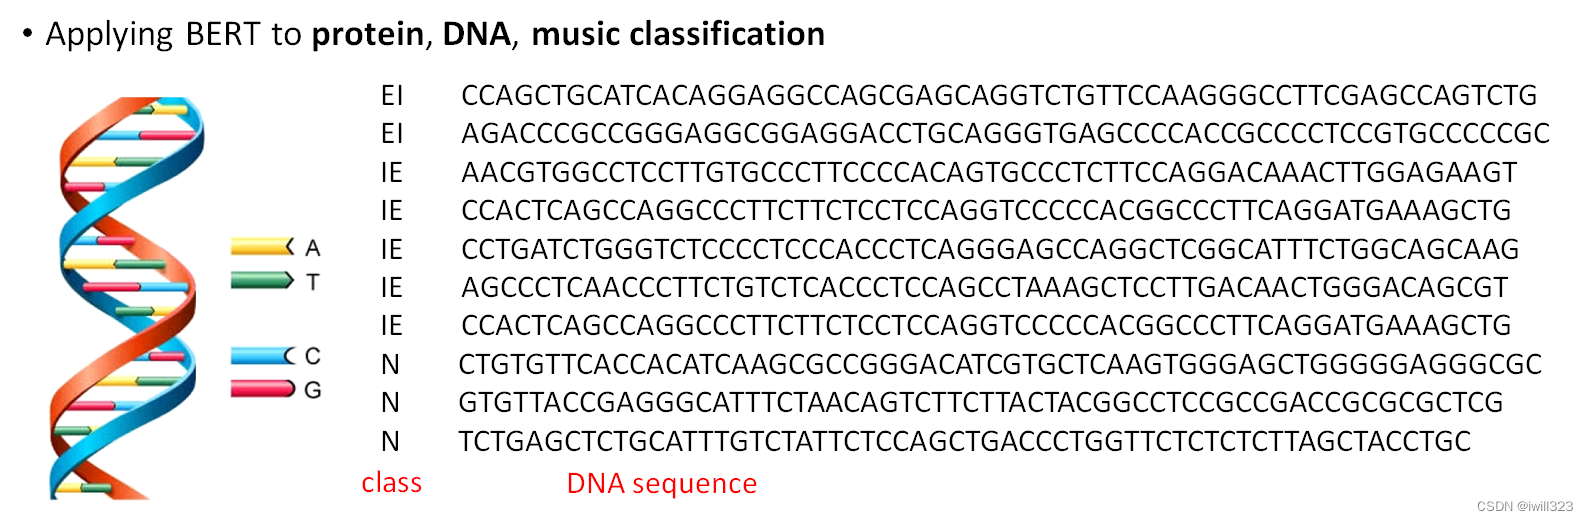 • Applying BERT to protein, DNA, music classification
EI CCAGCTGCATCACAGGAGGCCAGCGAGCAGGTCTGTTCCAAGGGCCTTCGAGCCAGTCTG
EI AGACCCGCCGGGAGGCGGAGGACCTGCAGGGTGAGCCCCACCGCCCCTCCGTGCCCCCGC
IE AACGTGGCCTCCTTGTGCCCTTCCCCACAGTGCCCTCTTCCAGGACAAACTTGGAGAAGT
IE CCACTCAGCCAGGCCCTTCTTCTCCTCCAGGTCCCCCACGGCCCTTCAGGATGAAAGCTG
IE CCTGATCTGGGTCTCCCCTCCCACCCTCAGGGAGCCAGGCTCGGCATTTCTGGCAGCAAG
IE AGCCCTCAACCCTTCTGTCTCACCCTCCAGCCTAAAGCTCCTTGACAACTGGGACAGCGT
IE CCACTCAGCCAGGCCCTTCTTCTCCTCCAGGTCCCCCACGGCCCTTCAGGATGAAAGCTG
N CTGTGTTCACCACATCAAGCGCCGGGACATCGTGCTCAAGTGGGAGCTGGGGGAGGGCGC
N GTGTTACCGAGGGCATTTCTAACAGTCTTCTTACTACGGCCTCCGCCGACCGCGCGCTCG
N TCTGAGCTCTGCATTTGTCTATTCTCCAGCTGACCCTGGTTCTCTCTCTTAGCTACCTGC
class DNA sequence
A
T
C
G
CSDN @iwill323